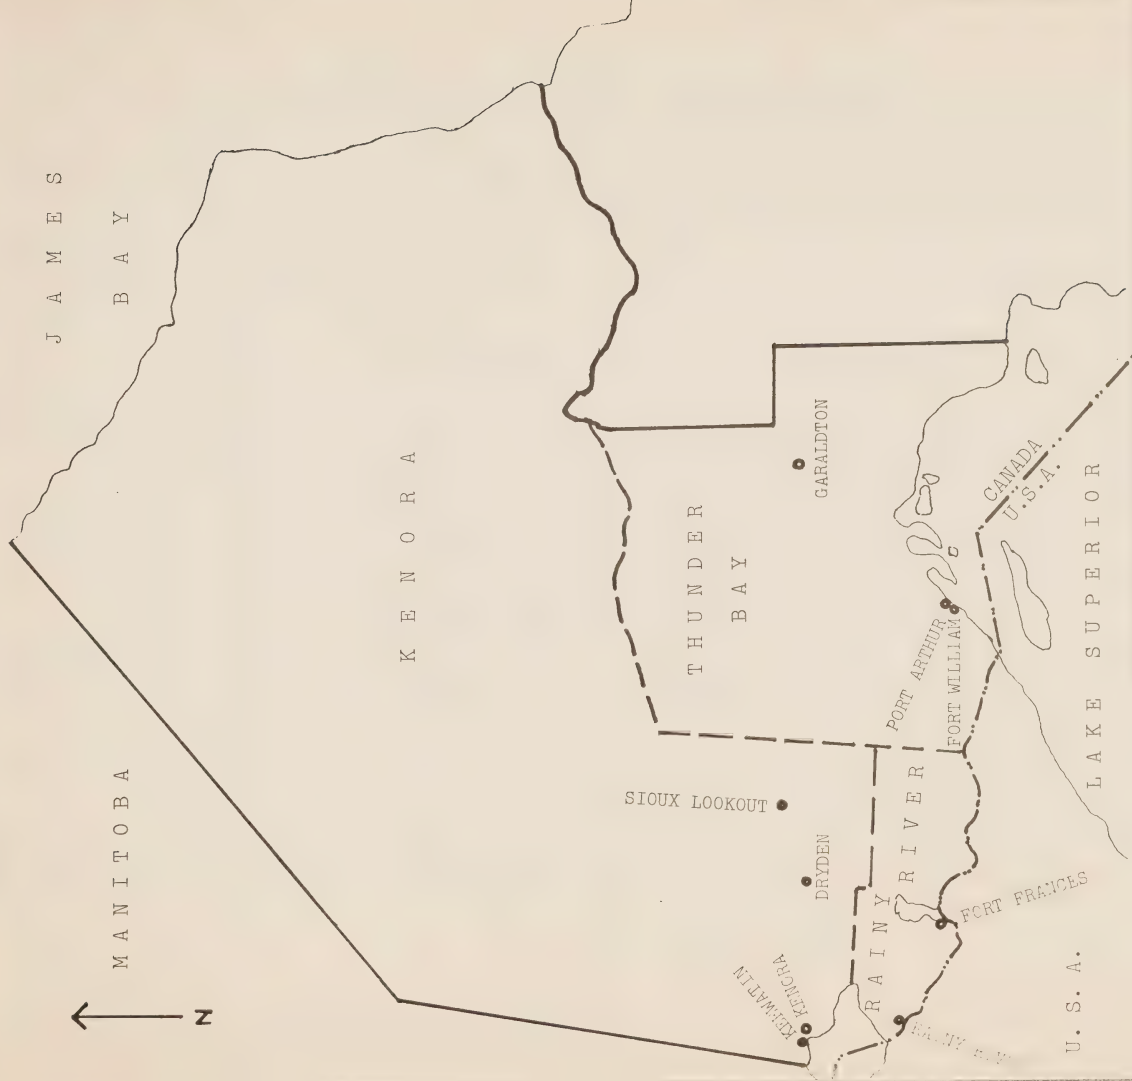 JAMES
BAY
MANITOBA
N
KENORA
THUNDER
BAY
GARALDTON
CANADA
U.S.A.
LAKE SUPERIOR
PORT ARTHUR
FORT WILLIAM
SIOUX LOOKOUT
DRYDEN
RAINY RIVER
FORT FRANCES
KEEWATIN
KENORA
U.S.A.